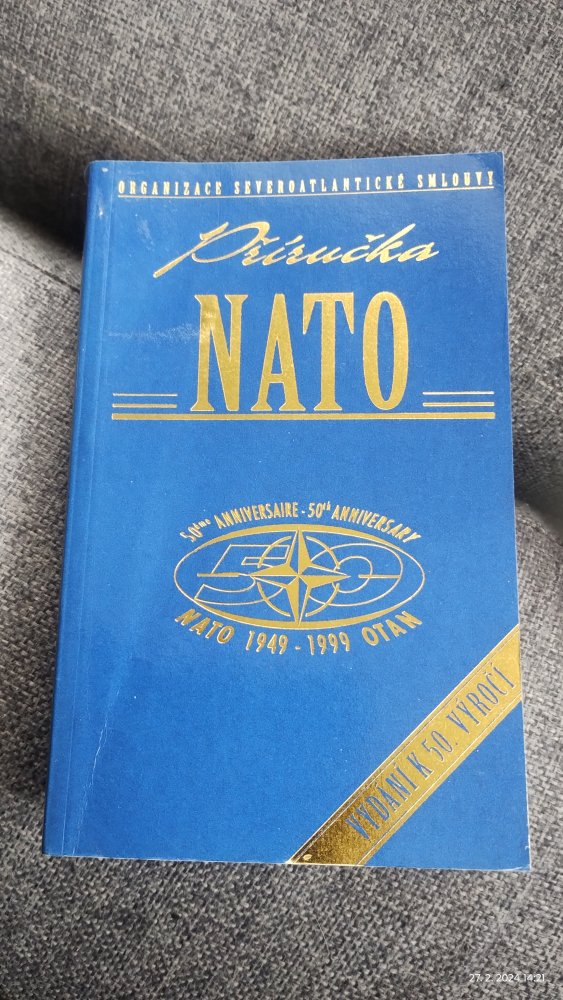 ORGANIZACE SEVEROATLANTICKÉ SMLOUVY
Příručka
NATO
50ème ANNIVERSAIRE - 50th ANNIVERSARY
50
NATO 1949 - 1999 OTAN
VYDÁNÍ K 50. VÝROČÍ
27. 2. 2024 14:21